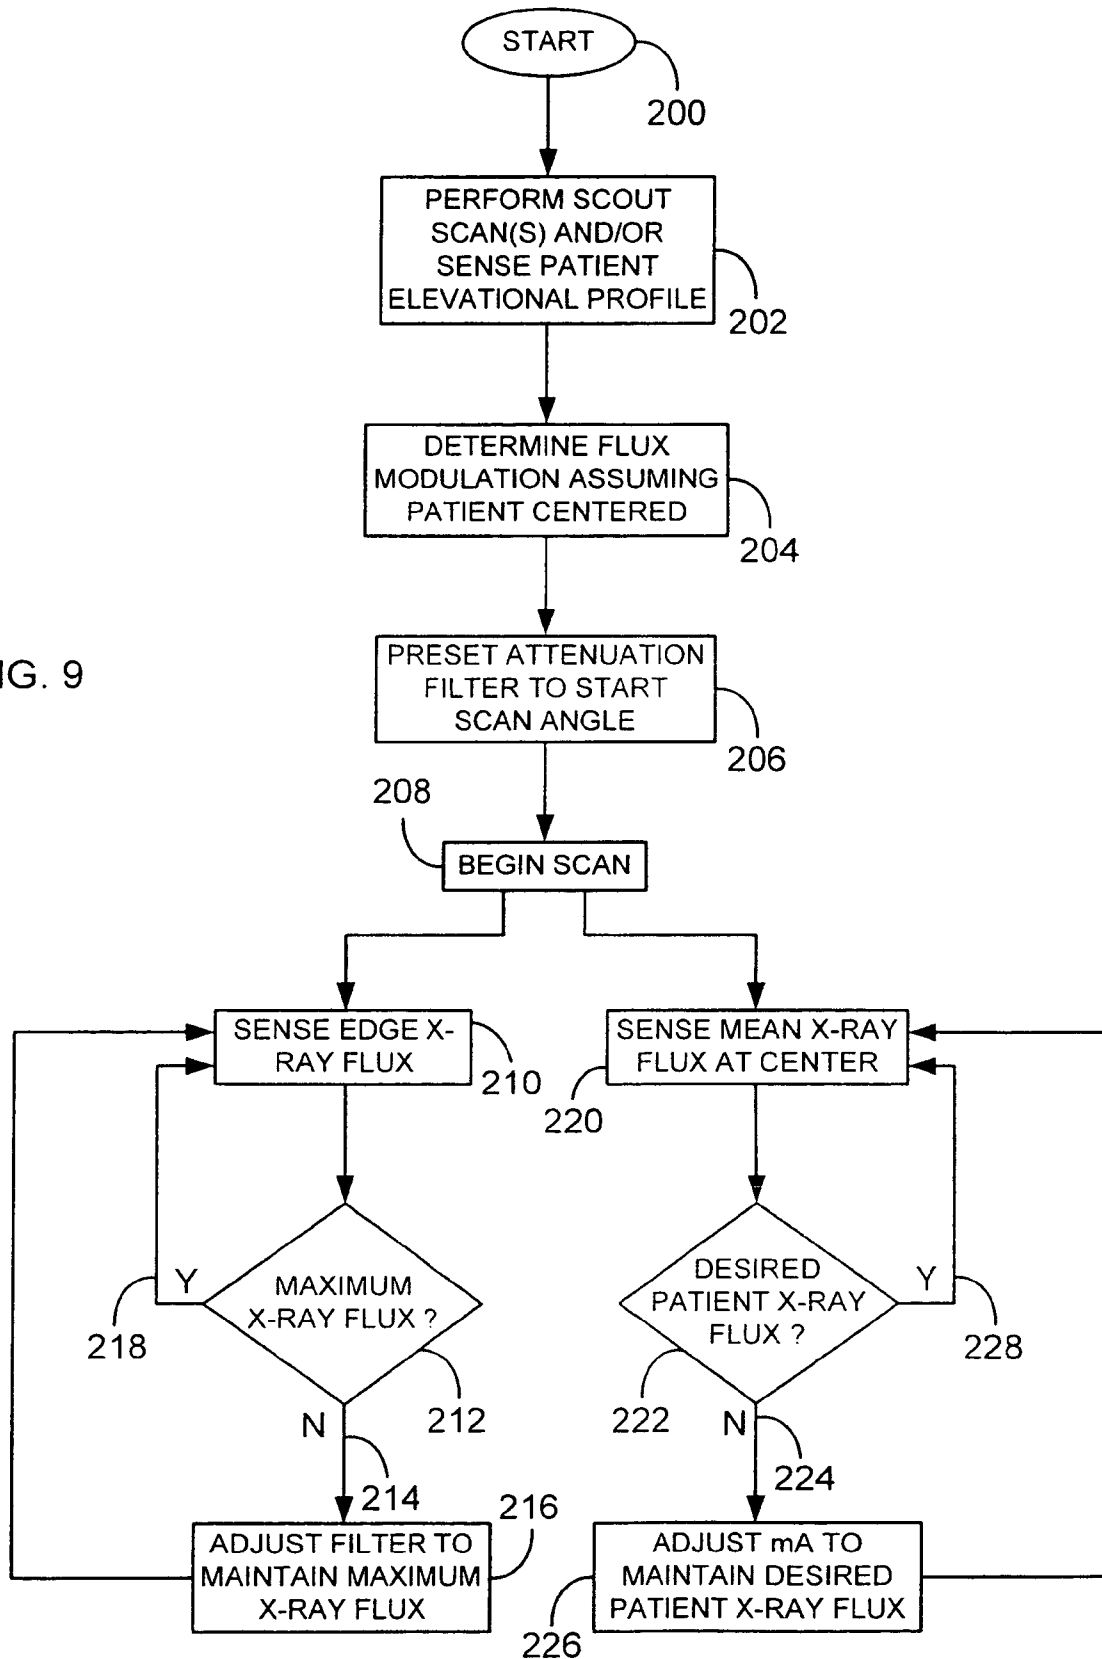 START
200
PERFORM SCOUT
SCAN(S) AND/OR
SENSE PATIENT
ELEVATIONAL PROFILE
202
DETERMINE FLUX
MODULATION ASSUMING
PATIENT CENTERED
204
IG. 9
PRESET ATTENUATION
FILTER TO START
SCAN ANGLE
206
208
BEGIN SCAN
SENSE EDGE X-
RAY FLUX
210
SENSE MEAN X-RAY
FLUX AT CENTER
220
MAXIMUM
X-RAY FLUX ?
Y
218
212
N
214
DESIRED
PATIENT X-RAY
FLUX ?
Y
228
222
N
224
ADJUST FILTER TO
MAINTAIN MAXIMUM
X-RAY FLUX
216
ADJUST mA TO
MAINTAIN DESIRED
PATIENT X-RAY FLUX
226